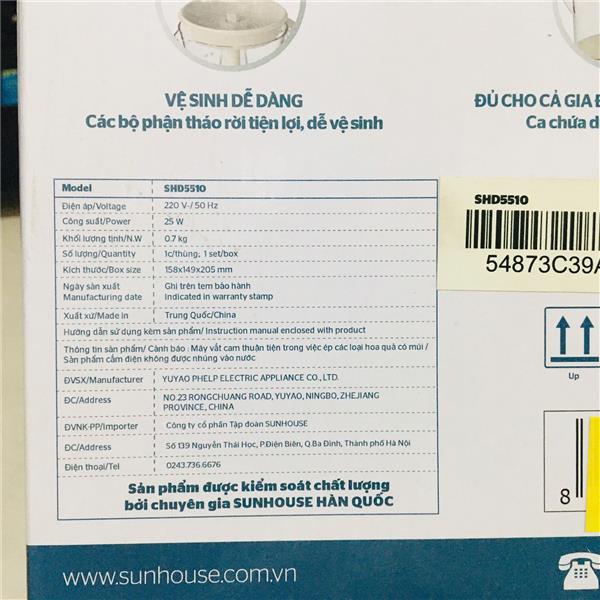 VỆ SINH DỄ DÀNG
Các bộ phận tháo rời tiện lợi, dễ vệ sinh
ĐỦ CHO CẢ GIA
Ca chứa d
Model SHD5510
Điện áp/Voltage 220 V~/ 50 Hz
Công suất/Power 25 W
Khối lượng tịnh/N.W 0.7 kg
Số lượng/Quantity 1c/thùng; 1 set/box
Kích thước/Box size 158x149x205 mm
Ngày sản xuất Ghi trên tem bảo hành
Manufacturing date Indicated in warranty stamp
Xuất xứ/Made in Trung Quốc/China
Hướng dẫn sử dụng kèm sản phẩm/ Instruction manual enclosed with product
Thông tin sản phẩm/ Cảnh báo : Máy vắt cam thuận tiện trong việc ép các loại hoa quả có múi /
Sản phẩm cắm điện không được nhúng vào nước
ĐVSX/Manufacturer YUYAO PHELP ELECTRIC APPLIANCE CO., LTD.
ĐC/Address NO.23 RONGCHUANG ROAD, YUYAO, NINGBO, ZHEJIANG
PROVINCE, CHINA
ĐVNK-PP/Importer Công ty cổ phần Tập đoàn SUNHOUSE
ĐC/Address Số 139 Nguyễn Thái Học, P.Điện Biên, Q.Ba Đình, Thành phố Hà Nội
Điện thoại/Tel 0243.736.6676
Sản phẩm được kiểm soát chất lượng
bởi chuyên gia SUNHOUSE HÀN QUỐC
SHD5510
54873C39A
Up
8
www.sunhouse.com.vn